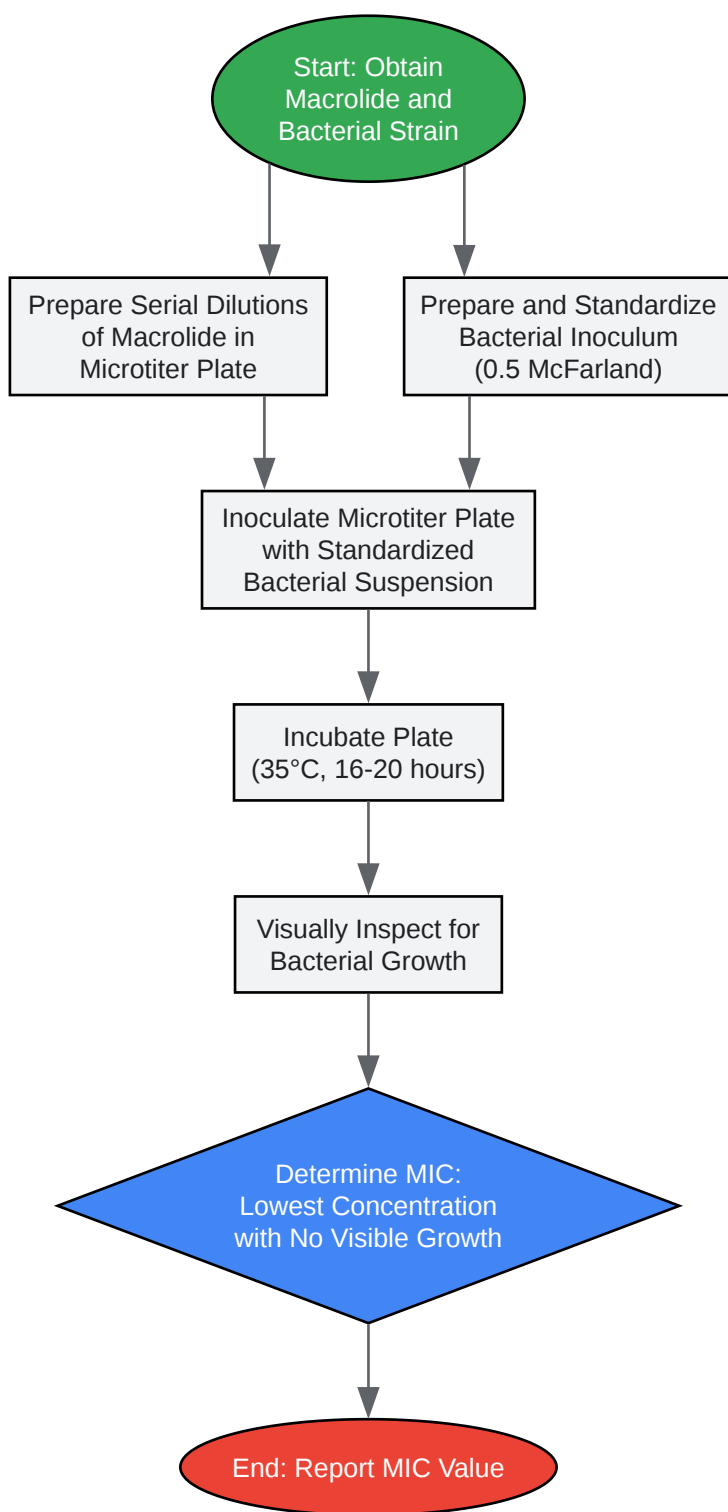 Start: Obtain
Macrolide and
Bacterial Strain
Prepare Serial Dilutions
of Macrolide in
Microtiter Plate
Prepare and Standardize
Bacterial Inoculum
(0.5 McFarland)
Inoculate Microtiter Plate
with Standardized
Bacterial Suspension
Incubate Plate
(35°C, 16-20 hours)
Visually Inspect for
Bacterial Growth
Determine MIC:
Lowest Concentration
with No Visible Growth
End: Report MIC Value